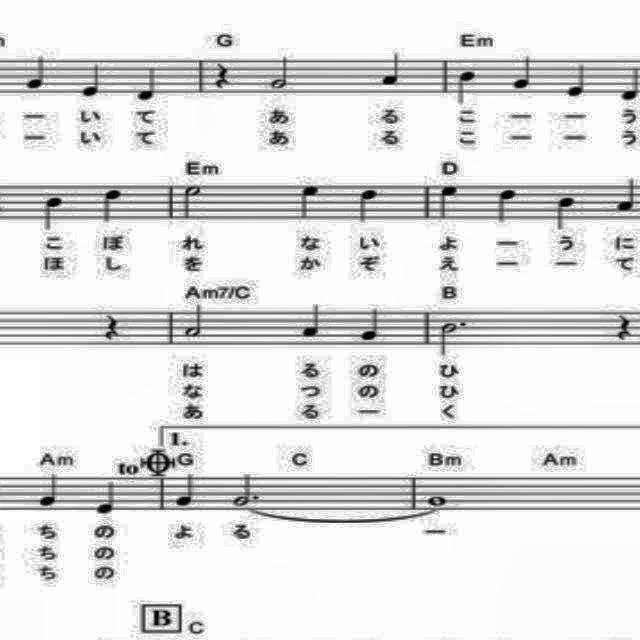 G Em
ー い て あ る こ ー ー う
ー い て あ る こ ー ー う
Em D
こ ぼ れ な い よ ー う に
ほ し を か ぞ え ー ー て
Am7/C B
は る の ひ
な つ の ひ
あ る ー く
1.
Am to G C Bm Am
ち の よ る ー
ち の
ち の
B C